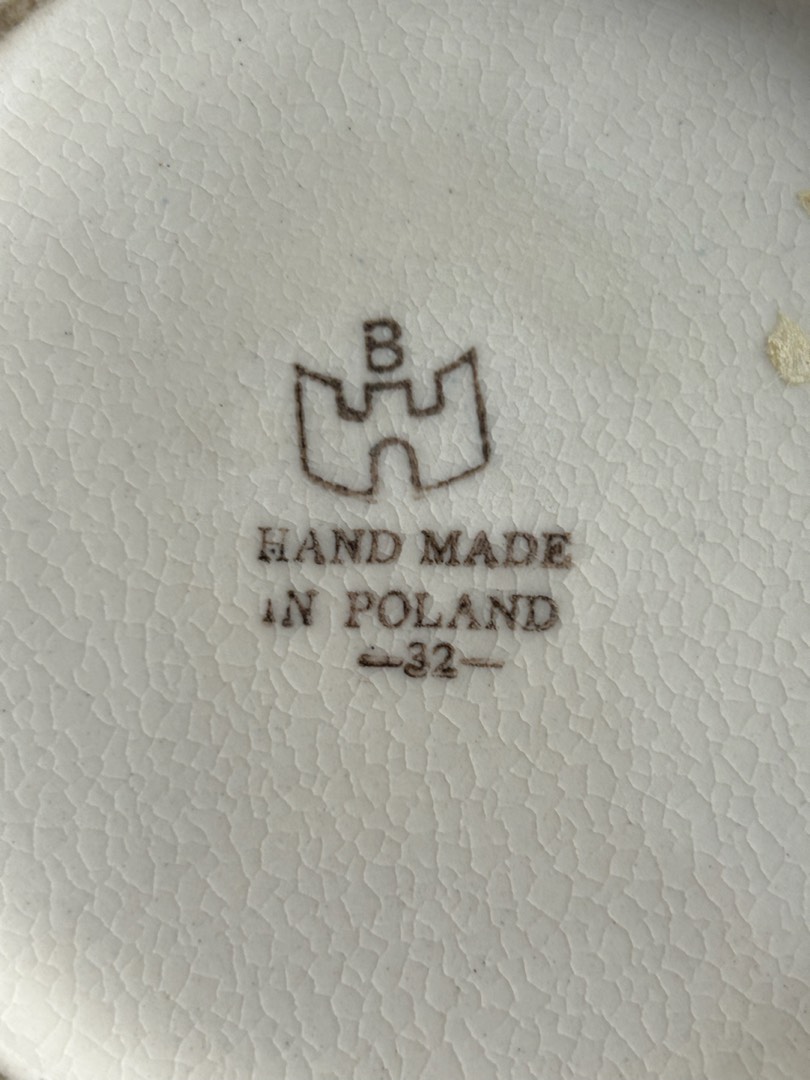 B
HAND MADE
IN POLAND
—32—